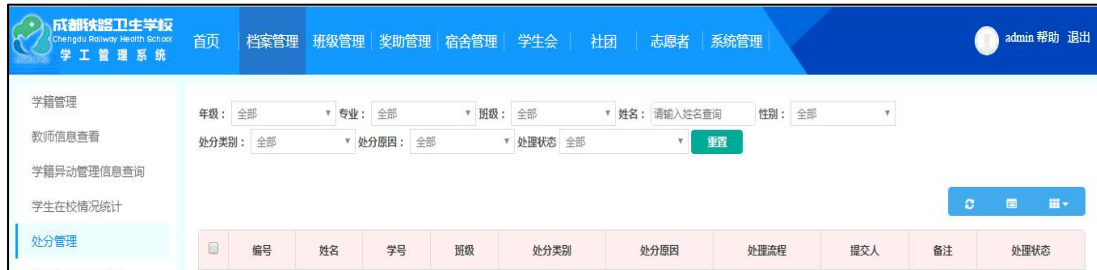 成都铁路卫生学校
Chengdu Railway Health School
学工管理系统
首页 档案管理 班级管理 奖助管理 宿舍管理 学生会 社团 志愿者 系统管理 admin 帮助 退出
学籍管理
教师信息查看
学籍异动管理信息查询
学生在校情况统计
处分管理
年级： 全部 专业： 全部 班级： 全部 姓名： 请输入姓名查询 性别： 全部
处分类别： 全部 处分原因： 全部 处理状态 全部 重置
编号 姓名 学号 班级 处分类别 处分原因 处理流程 提交人 备注 处理状态